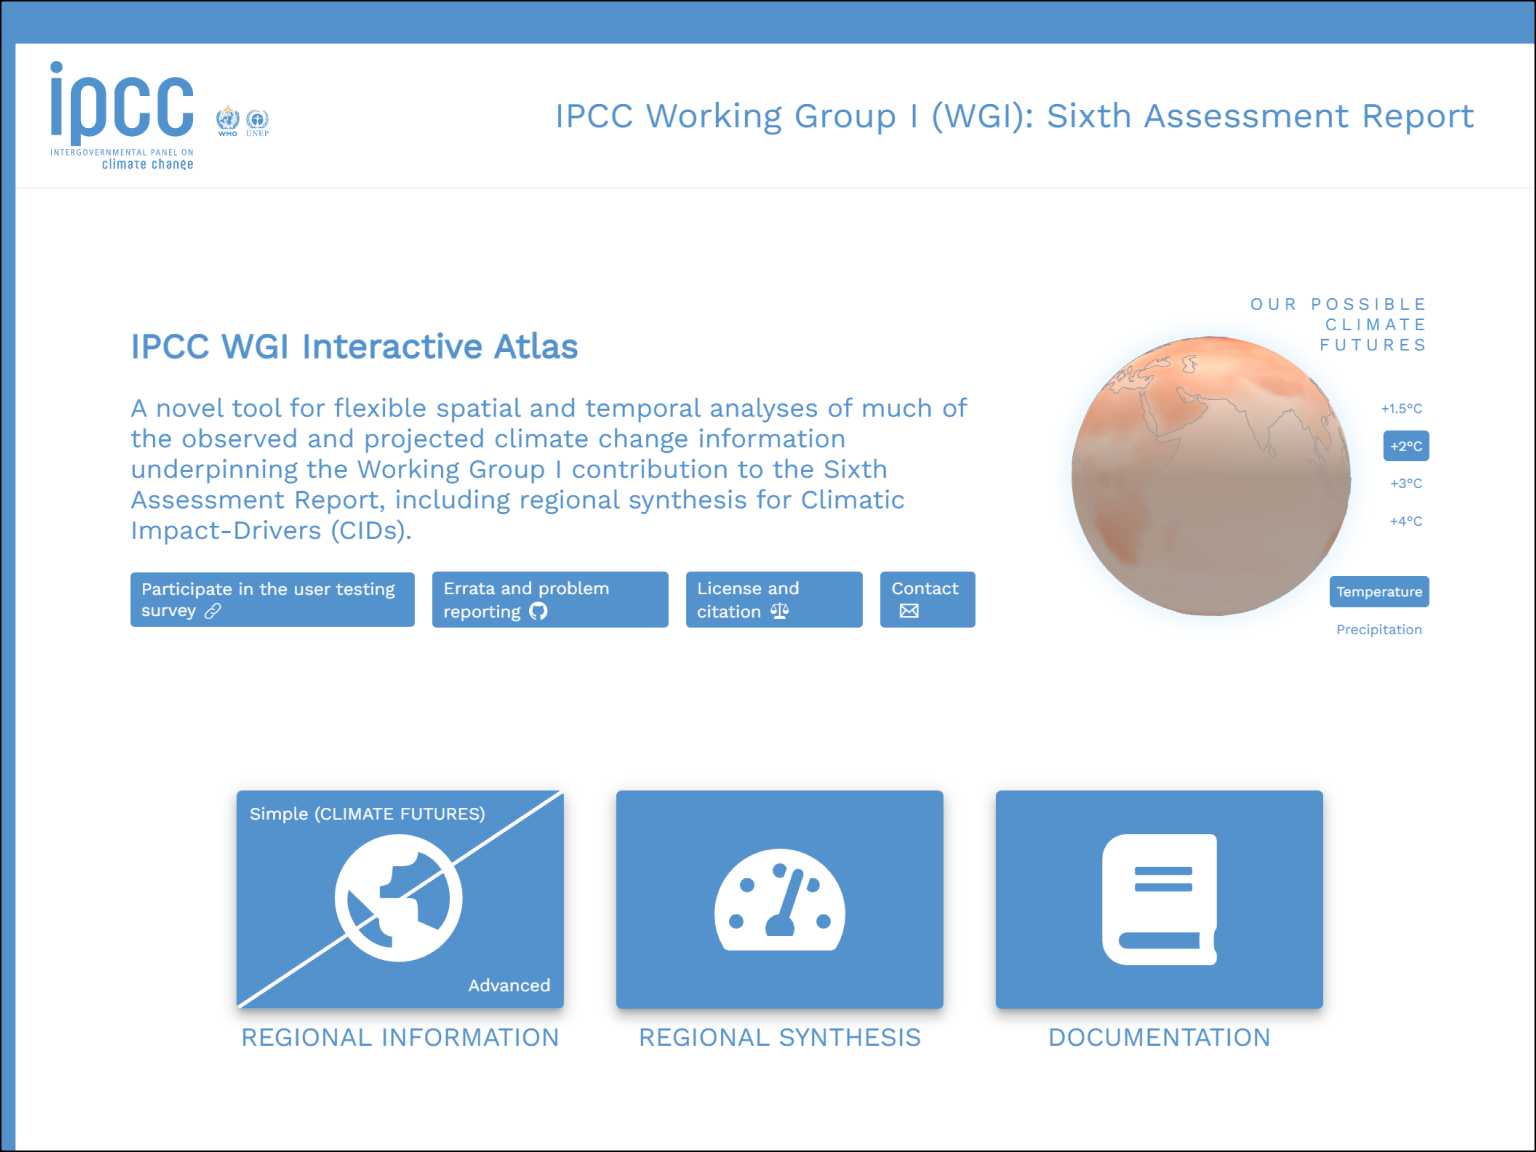 ipcc
INTERGOVERNMENTAL PANEL ON
climate change
WMO
UNEP
IPCC Working Group I (WGI): Sixth Assessment Report
OUR POSSIBLE
CLIMATE
FUTURES
IPCC WGI Interactive Atlas
A novel tool for flexible spatial and temporal analyses of much of
the observed and projected climate change information
underpinning the Working Group I contribution to the Sixth
Assessment Report, including regional synthesis for Climatic
Impact-Drivers (CIDs).
+1.5°C
+2°C
+3°C
+4°C
Temperature
Precipitation
Participate in the user testing
survey
Errata and problem
reporting
License and
citation
Contact
Simple (CLIMATE FUTURES)
Advanced
REGIONAL INFORMATION
REGIONAL SYNTHESIS
DOCUMENTATION